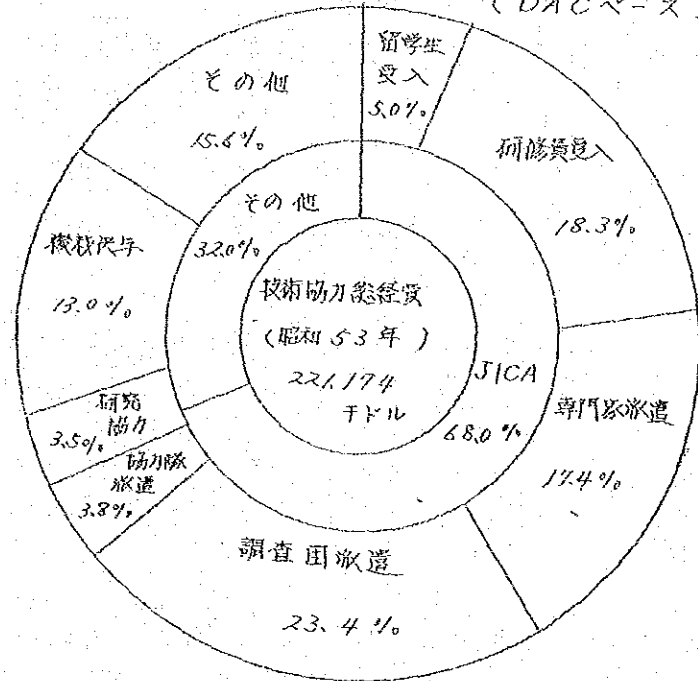 (DACベース
留学生
受入
5.0%
研修員受入
18.3%
専門家派遣
17.4%
調査団派遣
23.4%
協力隊
派遣
3.8%
研究
協力
3.5%
機械供与
13.0%
その他
15.6%
その他
32.0%
JICA
68.0%
技術協力総経費
(昭和53年)
221,174
千ドル